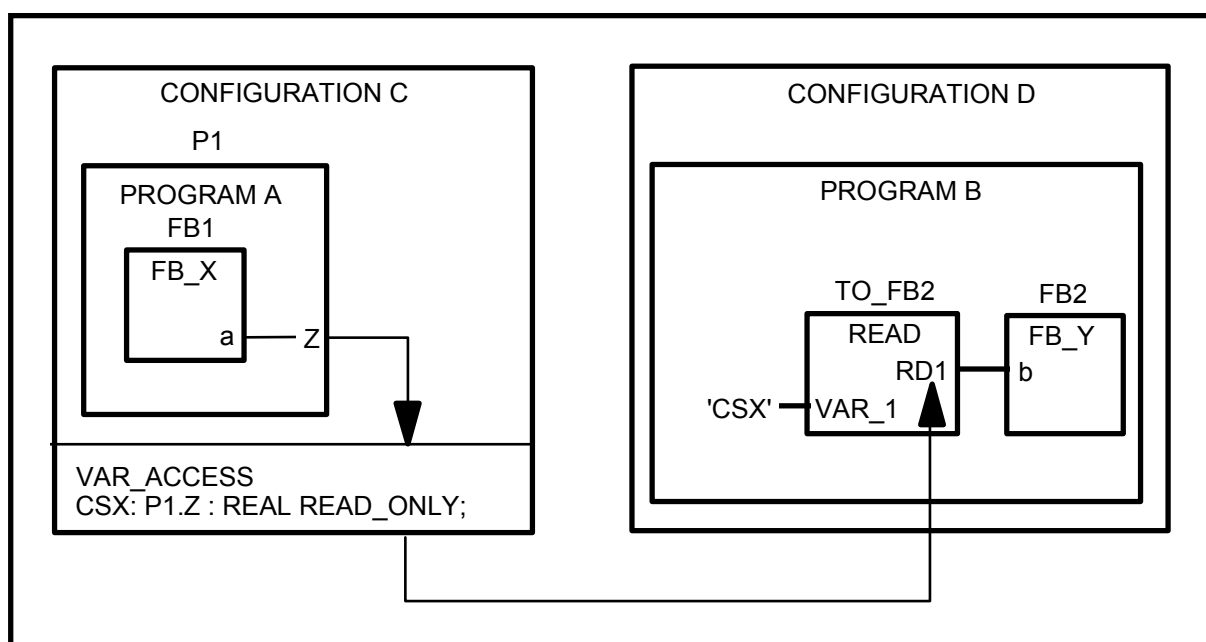 CONFIGURATION C
P1
PROGRAM A
FB1
FB_X
a
Z
VAR_ACCESS
CSX: P1.Z : REAL READ_ONLY;
CONFIGURATION D
PROGRAM B
TO_FB2
READ
RD1
'CSX'
VAR_1
FB2
FB_Y
b